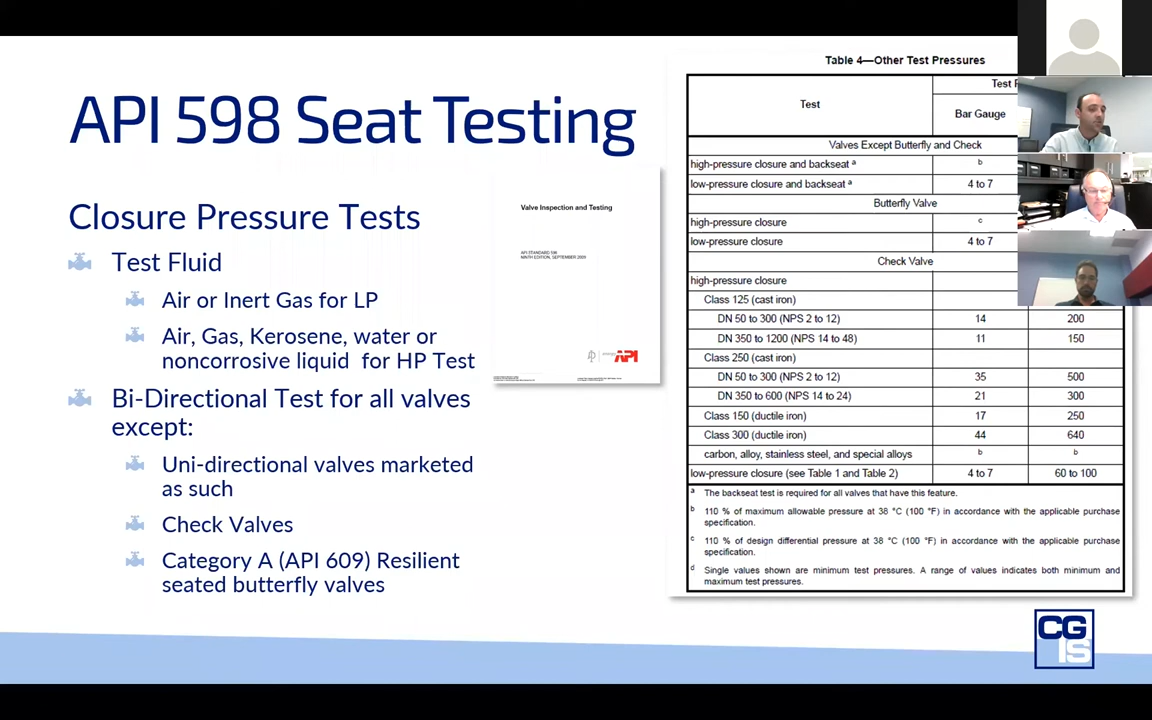 API 598 Seat Testing
Closure Pressure Tests
Test Fluid
Air or Inert Gas for LP
Air, Gas, Kerosene, water or
noncorrosive liquid for HP Test
Bi-Directional Test for all valves
except:
Uni-directional valves marketed
as such
Check Valves
Category A (API 609) Resilient
seated butterfly valves
Valve Inspection and Testing
API STANDARD 598
NINTH EDITION, SEPTEMBER 2009
API
Table 4—Other Test Pressures
Test
Bar Gauge
Valves Except Butterfly and Check
high-pressure closure and backseat a b
low-pressure closure and backseat a 4 to 7
Butterfly Valve
high-pressure closure c
low-pressure closure 4 to 7
Check Valve
high-pressure closure
Class 125 (cast iron)
DN 50 to 300 (NPS 2 to 12) 14 200
DN 350 to 1200 (NPS 14 to 48) 11 150
Class 250 (cast iron)
DN 50 to 300 (NPS 2 to 12) 35 500
DN 350 to 600 (NPS 14 to 24) 21 300
Class 150 (ductile iron) 17 250
Class 300 (ductile iron) 44 640
carbon, alloy, stainless steel, and special alloys b b
low-pressure closure (see Table 1 and Table 2) 4 to 7 60 to 100
a The backseat test is required for all valves that have this feature.
b 110 % of maximum allowable pressure at 38 °C (100 °F) in accordance with the applicable purchase
specification.
c 110 % of design differential pressure at 38 °C (100 °F) in accordance with the applicable purchase
specification.
d Single values shown are minimum test pressures. A range of values indicates both minimum and
maximum test pressures.
CG
IS